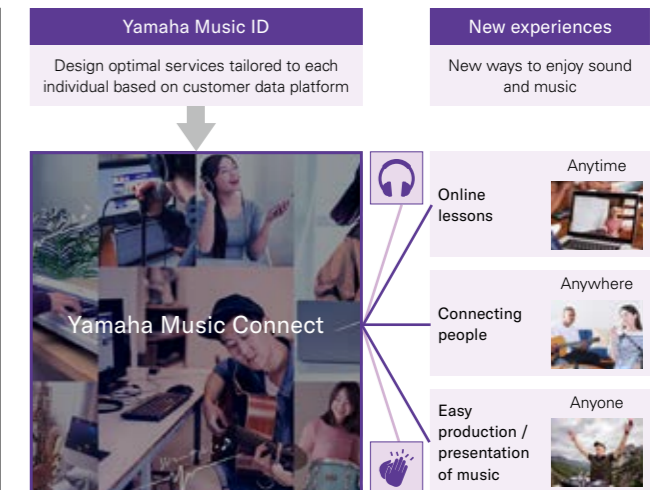 Yamaha Music ID
Design optimal services tailored to each
individual based on customer data platform
New experiences
New ways to enjoy sound
and music
Yamaha Music Connect
Online
lessons
Anytime
Connecting
people
Anywhere
Easy
production /
presentation
of music
Anyone